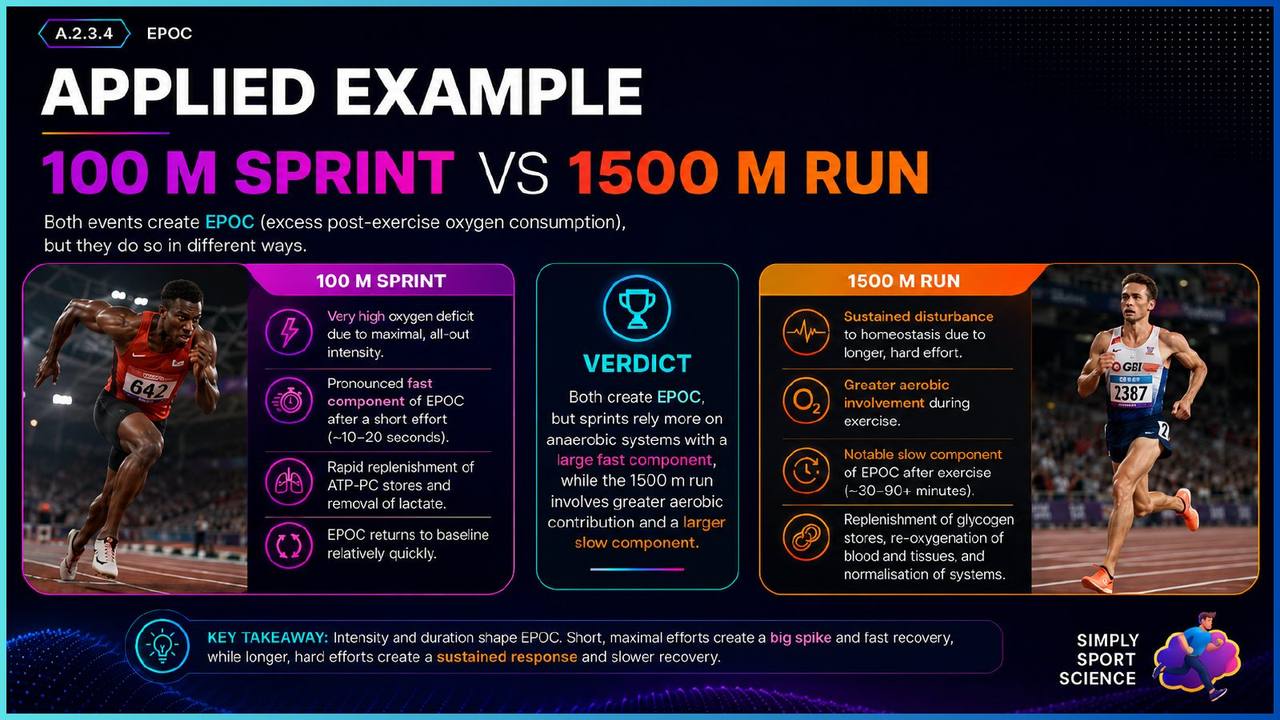 A.2.3.4
EPOC
APPLIED EXAMPLE
100 M SPRINT VS 1500 M RUN
Both events create EPOC (excess post-exercise oxygen consumption),
but they do so in different ways.
100 M SPRINT
Very high oxygen deficit
due to maximal, all-out
intensity.
Pronounced fast
component of EPOC
after a short effort
(~10–20 seconds).
Rapid replenishment of
ATP-PC stores and
removal of lactate.
EPOC returns to baseline
relatively quickly.
642
VERDICT
Both create EPOC,
but sprints rely more on
anaerobic systems with a
large fast component,
while the 1500 m run
involves greater aerobic
contribution and a larger
slow component.
1500 M RUN
Sustained disturbance
to homeostasis due to
longer, hard effort.
O2
Greater aerobic
involvement during
exercise.
Notable slow component
of EPOC after exercise
(~30–90+ minutes).
Replenishment of glycogen
stores, re-oxygenation of
blood and tissues, and
normalisation of systems.
GBI
2387
2
KEY TAKEAWAY: Intensity and duration shape EPOC. Short, maximal efforts create a big spike and fast recovery,
while longer, hard efforts create a sustained response and slower recovery.
SIMPLY
SPORT
SCIENCE